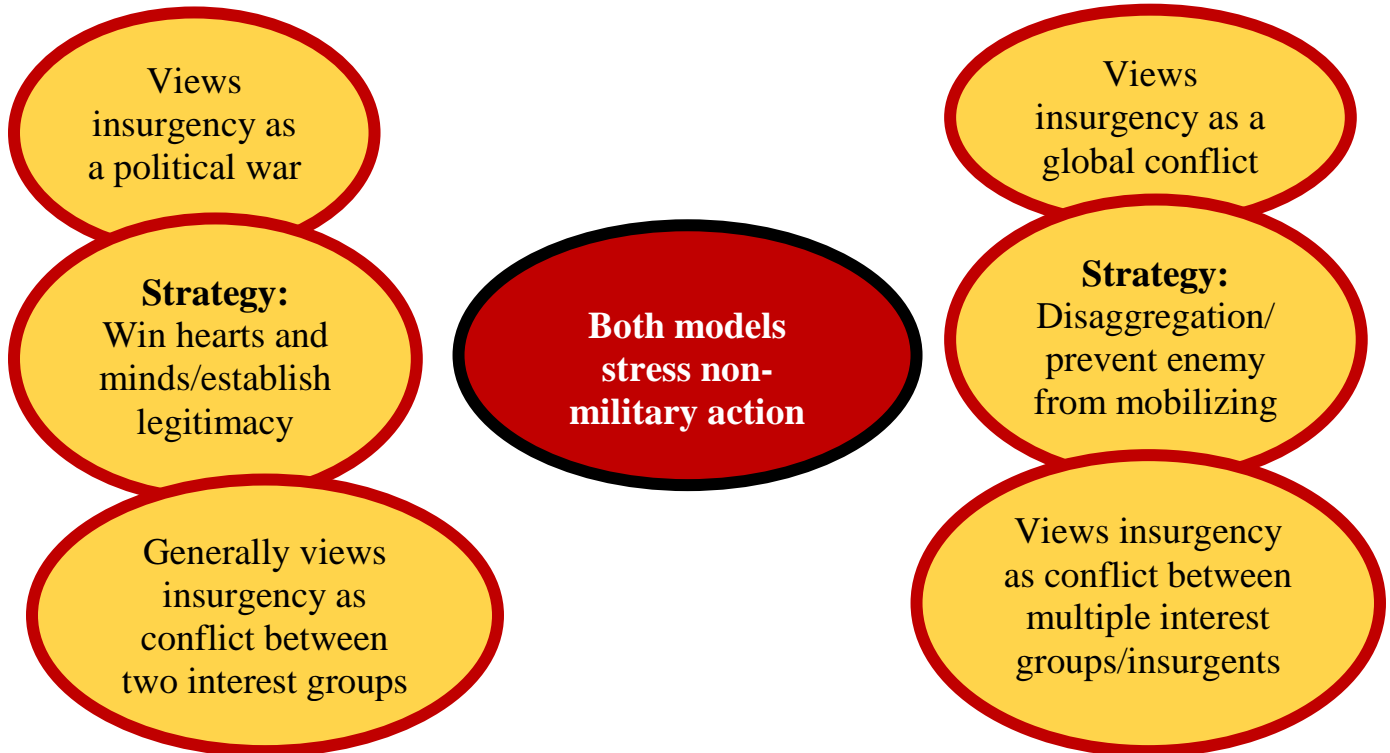 Views
insurgency as
a political war
Strategy:
Win hearts and
minds/establish
legitimacy
Generally views
insurgency as
conflict between
two interest groups
Both models
stress non-
military action
Views
insurgency as a
global conflict
Strategy:
Disaggregation/
prevent enemy
from mobilizing
Views insurgency
as conflict between
multiple interest
groups/insurgents